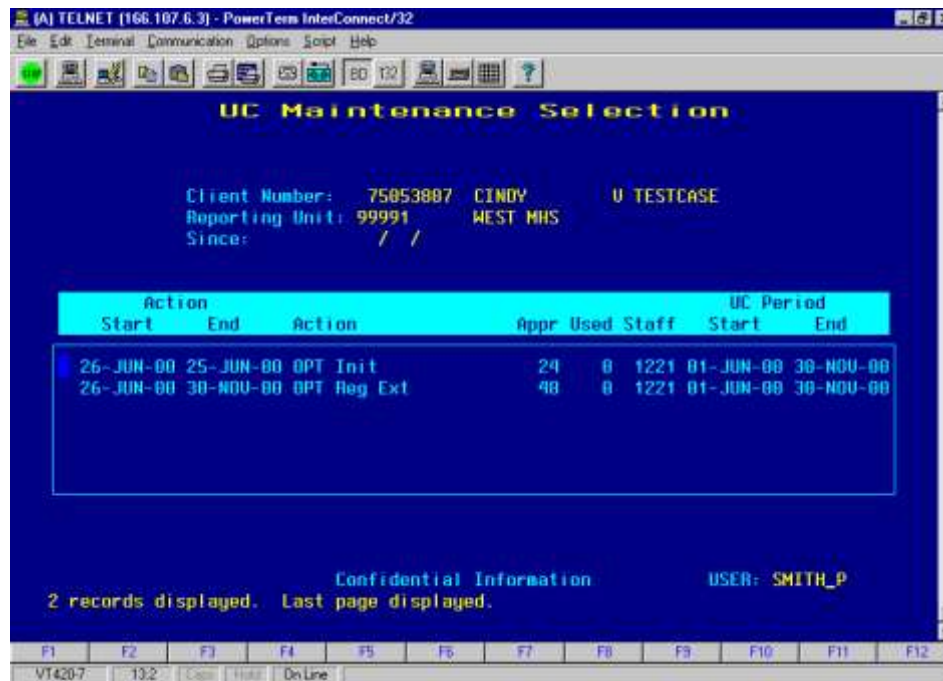 (A) TELNET (166.107.6.3) - PowerTerm InterConnect/32
File Edit Terminal Communication Options Script Help
80 132
UC Maintenance Selection
Client Number: 75053807 CINDY V TESTCASE
Reporting Unit: 99991 WEST MHS
Since: / /
Action UC Period
Start End Action Appr Used Staff Start End
26-JUN-00 25-JUN-00 OPT Init 24 0 1221 01-JUN-00 30-NOV-00
26-JUN-00 30-NOV-00 OPT Reg Ext 40 0 1221 01-JUN-00 30-NOV-00
Confidential Information USER: SMITH_P
2 records displayed. Last page displayed.
F1 F2 F3 F4 F5 F6 F7 F8 F9 F10 F11 F12
VT420-7 13:2 Caps Hold On Line